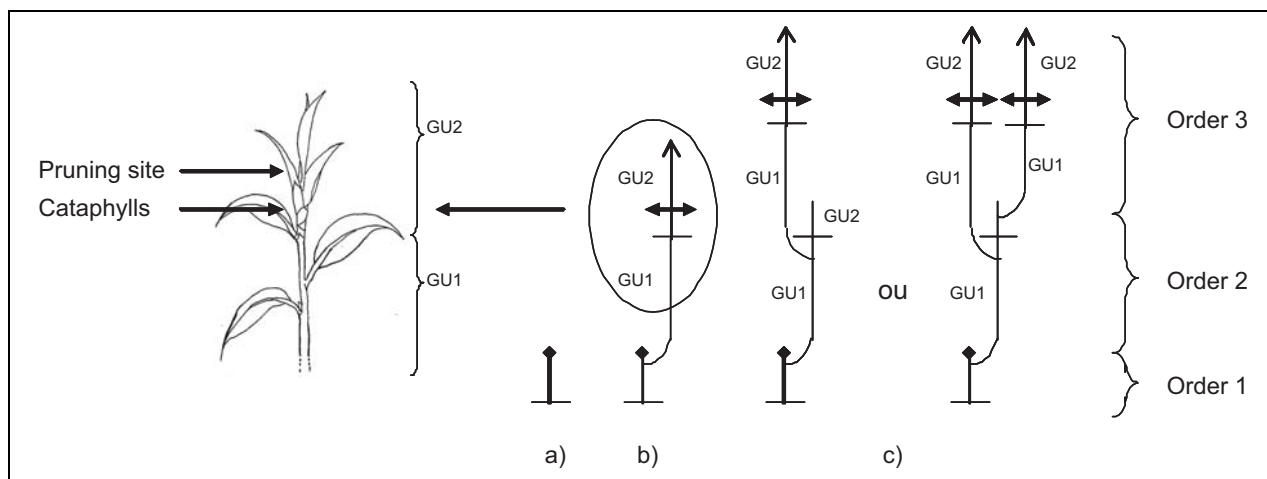 Pruning site
Cataphylls
GU2
GU1
GU2
GU1
GU2
GU1
GU2
GU1
ou
GU2
GU2
GU1
GU1
GU1
Order 3
Order 2
Order 1
a)
b)
c)